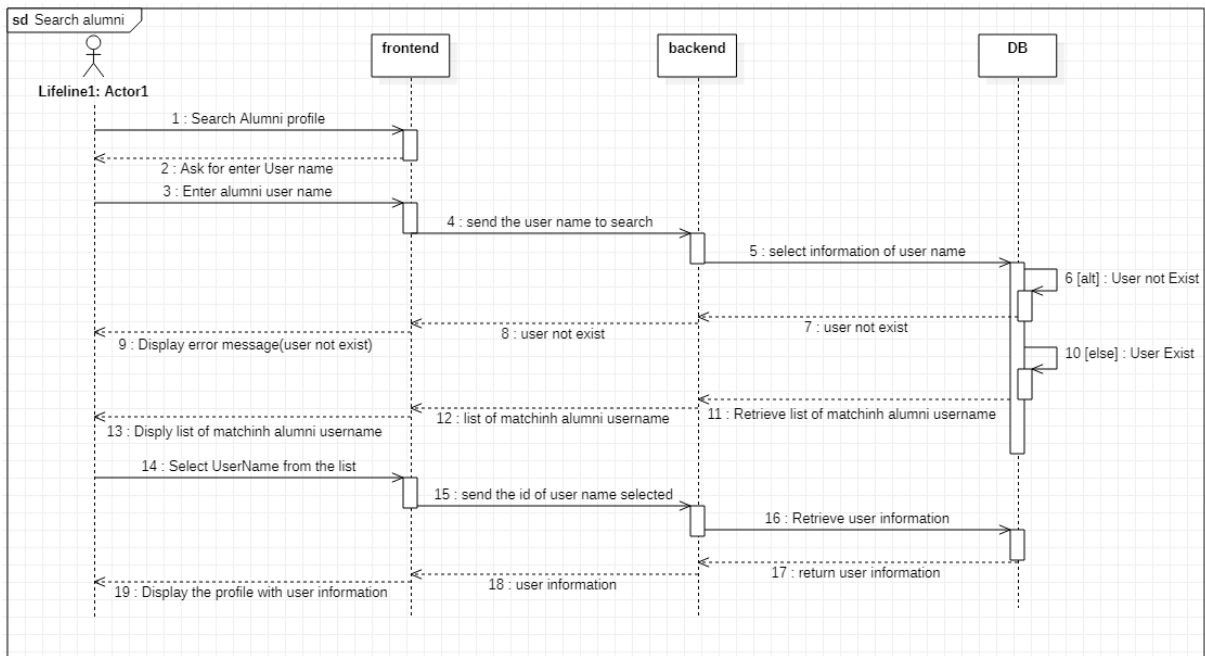 sd Search alumni
frontend
backend
DB
Lifeline1: Actor1
1 : Search Alumni profile
2 : Ask for enter User name
3 : Enter alumni user name
4 : send the user name to search
5 : select information of user name
6 [alt] : User not Exist
7 : user not exist
8 : user not exist
9 : Display error message(user not exist)
10 [else] : User Exist
11 : Retrieve list of matchinh alumni username
12 : list of matchinh alumni username
13 : Disply list of matchinh alumni username
14 : Select UserName from the list
15 : send the id of user name selected
16 : Retrieve user information
17 : return user information
18 : user information
19 : Display the profile with user information